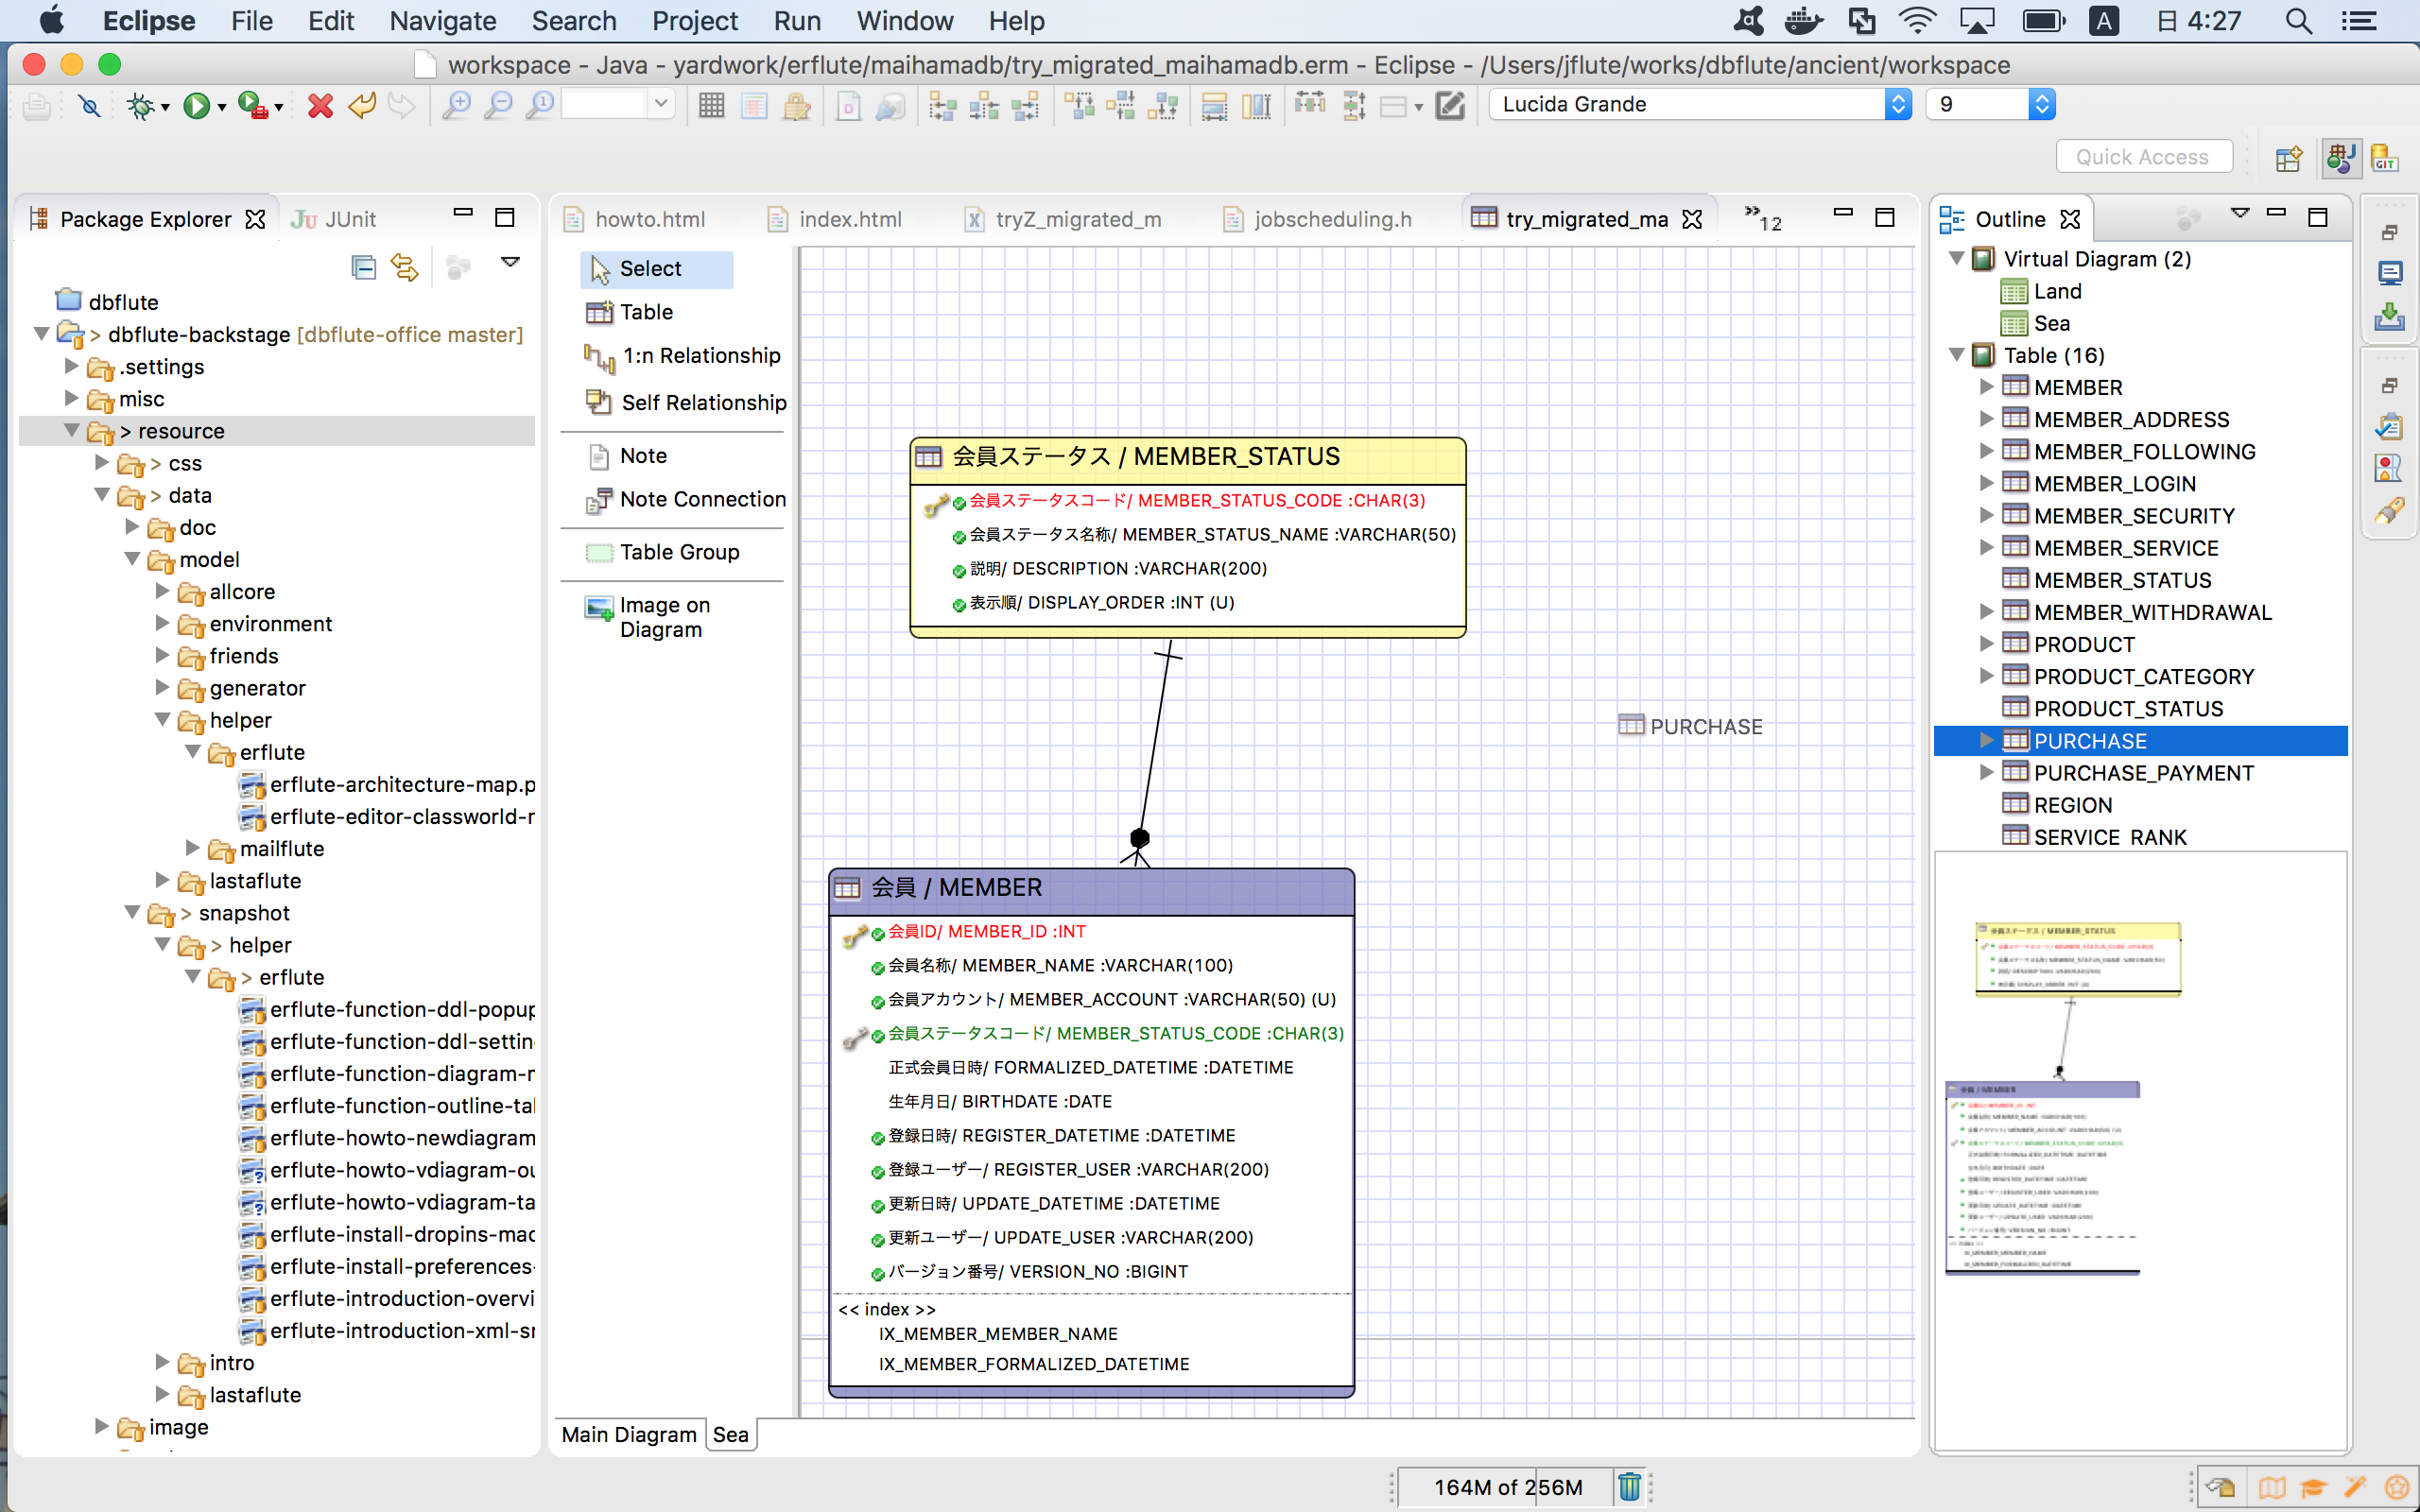 Eclipse File Edit Navigate Search Project Run Window Help
A 日 4:27
workspace - Java - yardwork/erflute/maihamadb/try_migrated_maihamadb.erm - Eclipse - /Users/jflute/works/dbflute/ancient/workspace
Lucida Grande
9
Quick Access
Package Explorer
JUnit
dbflute
> dbflute-backstage [dbflute-office master]
.settings
misc
> resource
> css
> data
doc
model
allcore
environment
friends
generator
helper
erflute
erflute-architecture-map.p
erflute-editor-classworld-r
mailflute
lastaflute
> snapshot
> helper
> erflute
erflute-function-ddl-popup
erflute-function-ddl-settin
erflute-function-diagram-n
erflute-function-outline-tal
erflute-howto-newdiagram
erflute-howto-vdiagram-ou
erflute-howto-vdiagram-ta
erflute-install-dropins-mac
erflute-install-preferences-
erflute-introduction-overvi
erflute-introduction-xml-sr
intro
lastaflute
image
howto.html
index.html
tryZ_migrated_m
jobscheduling.h
try_migrated_ma
»12
Select
Table
1:n Relationship
Self Relationship
Note
Note Connection
Table Group
Image on
Diagram
会員ステータス / MEMBER_STATUS
会員ステータスコード/ MEMBER_STATUS_CODE :CHAR(3)
会員ステータス名称/ MEMBER_STATUS_NAME :VARCHAR(50)
説明/ DESCRIPTION :VARCHAR(200)
表示順/ DISPLAY_ORDER :INT (U)
PURCHASE
会員 / MEMBER
会員ID/ MEMBER_ID :INT
会員名称/ MEMBER_NAME :VARCHAR(100)
会員アカウント/ MEMBER_ACCOUNT :VARCHAR(50) (U)
会員ステータスコード/ MEMBER_STATUS_CODE :CHAR(3)
正式会員日時/ FORMALIZED_DATETIME :DATETIME
生年月日/ BIRTHDATE :DATE
登録日時/ REGISTER_DATETIME :DATETIME
登録ユーザー/ REGISTER_USER :VARCHAR(200)
更新日時/ UPDATE_DATETIME :DATETIME
更新ユーザー/ UPDATE_USER :VARCHAR(200)
バージョン番号/ VERSION_NO :BIGINT
<< index >>
IX_MEMBER_MEMBER_NAME
IX_MEMBER_FORMALIZED_DATETIME
Main Diagram
Sea
Outline
Virtual Diagram (2)
Land
Sea
Table (16)
MEMBER
MEMBER_ADDRESS
MEMBER_FOLLOWING
MEMBER_LOGIN
MEMBER_SECURITY
MEMBER_SERVICE
MEMBER_STATUS
MEMBER_WITHDRAWAL
PRODUCT
PRODUCT_CATEGORY
PRODUCT_STATUS
PURCHASE
PURCHASE_PAYMENT
REGION
SERVICE_RANK
GIT
164M of 256M